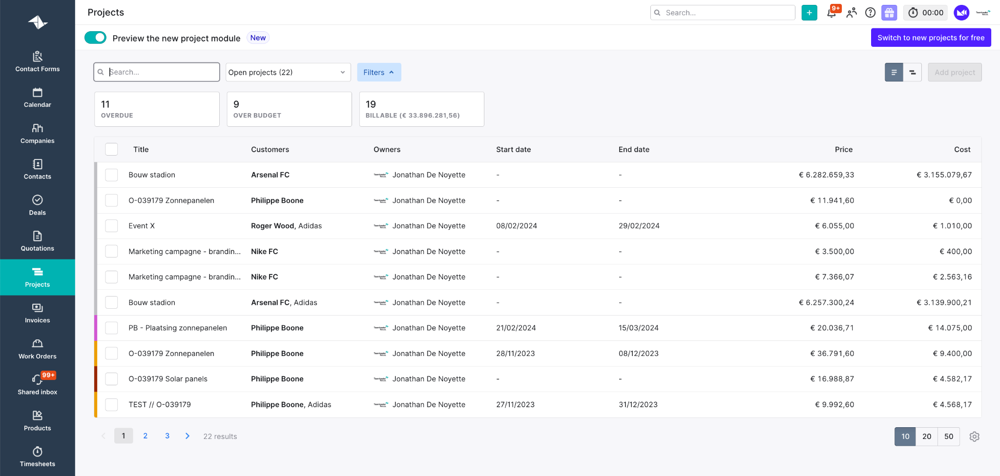 Projects
Search...
+
9+
00:00
Preview the new project module New
Switch to new projects for free
Contact Forms
Calendar
Companies
Contacts
Deals
Quotations
Projects
Invoices
Work Orders
99+
Shared inbox
Products
Timesheets
Search...
Open projects (22)
Filters
Add project
11
OVERDUE
9
OVER BUDGET
19
BILLABLE (€ 33.896.281,56)
Title Customers Owners Start date End date Price Cost
Bouw stadion Arsenal FC Jonathan De Noyette - - € 6.282.659,33 € 3.155.079,67
O-039179 Zonnepanelen Philippe Boone Jonathan De Noyette - - € 11.941,60 € 0,00
Event X Roger Wood, Adidas Jonathan De Noyette 08/02/2024 29/02/2024 € 6.055,00 € 1.010,00
Marketing campagne - brandin... Nike FC Jonathan De Noyette - - € 3.500,00 € 400,00
Marketing campagne - brandin... Nike FC Jonathan De Noyette - - € 7.366,07 € 2.563,16
Bouw stadion Arsenal FC, Adidas Jonathan De Noyette - - € 6.257.300,24 € 3.139.900,21
PB - Plaatsing zonnepanelen Philippe Boone Jonathan De Noyette 21/02/2024 15/03/2024 € 20.036,71 € 14.075,00
O-039179 Zonnepanelen Philippe Boone Jonathan De Noyette 28/11/2023 08/12/2023 € 36.791,60 € 9.400,00
O-039179 Solar panels Philippe Boone Jonathan De Noyette - - € 16.988,87 € 4.582,17
TEST // O-039179 Philippe Boone, Adidas Jonathan De Noyette 27/11/2023 31/12/2023 € 9.992,60 € 4.568,17
1 2 3 22 results
10 20 50